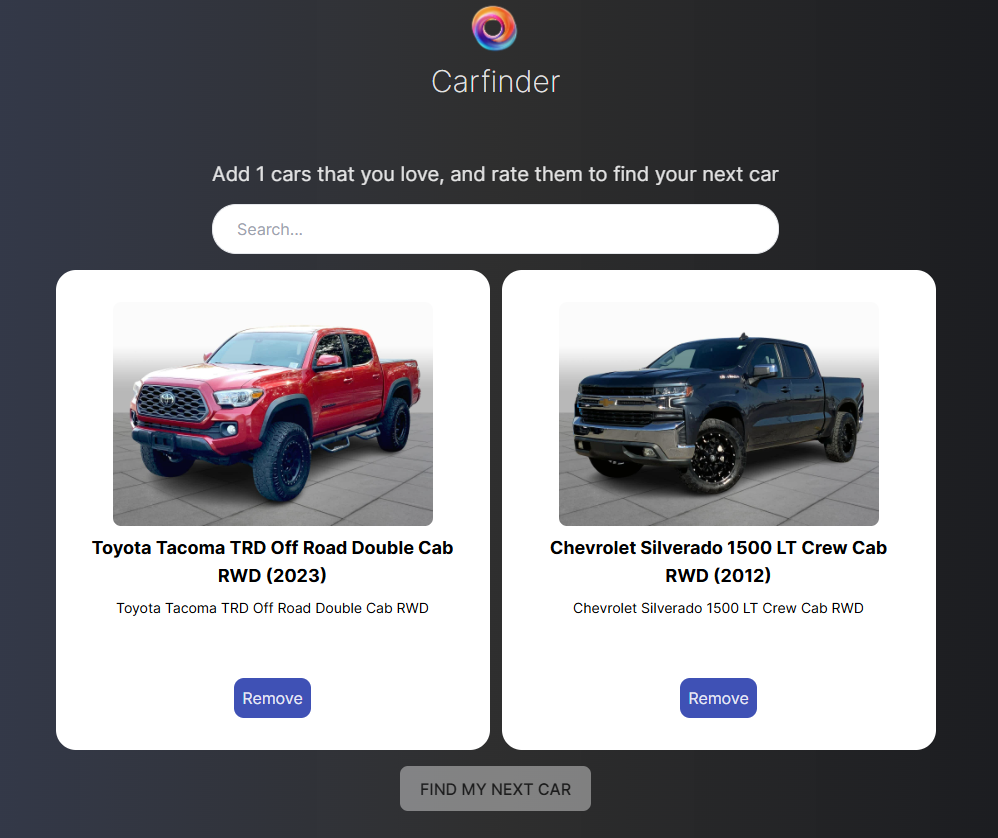 Carfinder
Add 1 cars that you love, and rate them to find your next car
Search...
Toyota Tacoma TRD Off Road Double Cab
RWD (2023)
Toyota Tacoma TRD Off Road Double Cab RWD
Remove
Chevrolet Silverado 1500 LT Crew Cab
RWD (2012)
Chevrolet Silverado 1500 LT Crew Cab RWD
Remove
FIND MY NEXT CAR